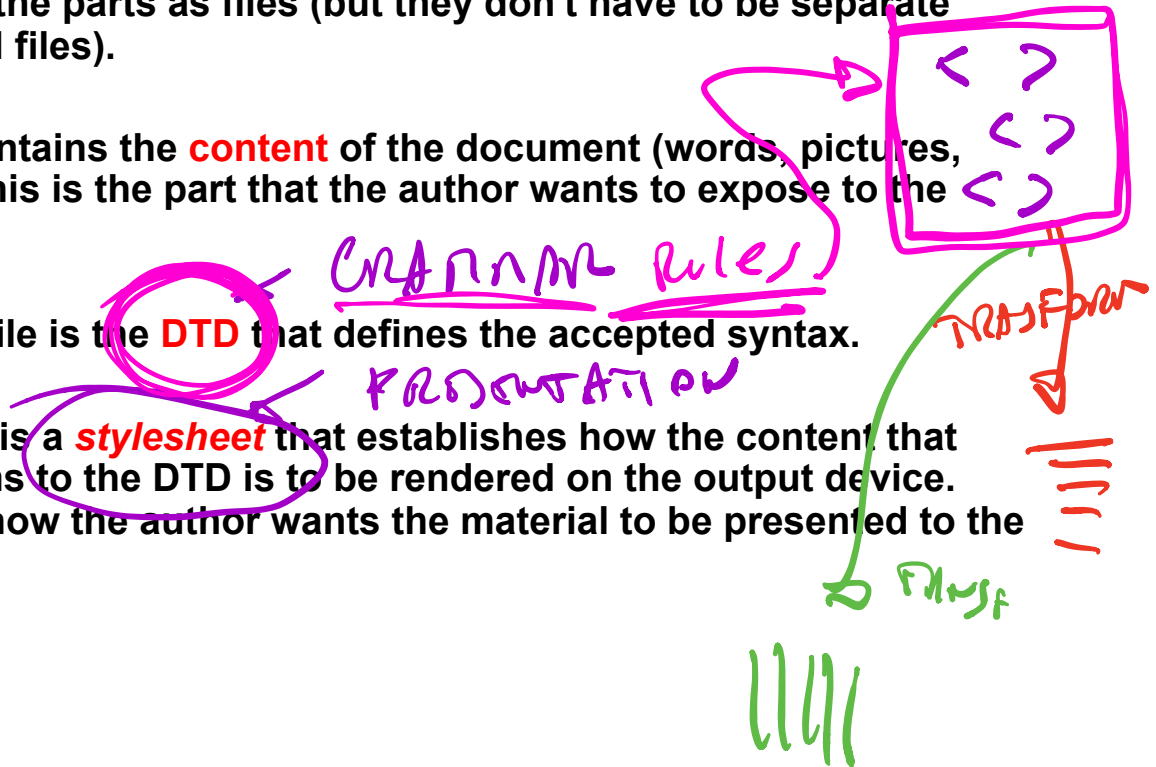 the parts as files (but they don't have to be separate
files).
< >
< >
ntains the content of the document (words, pictures,
his is the part that the author wants to expose to the
< >
GRAMMAR Rules
ile is the DTD that defines the accepted syntax.
TRASFORM
PRESENTATION
is a stylesheet that establishes how the content that
s to the DTD is to be rendered on the output device.
how the author wants the material to be presented to the
TRANSF